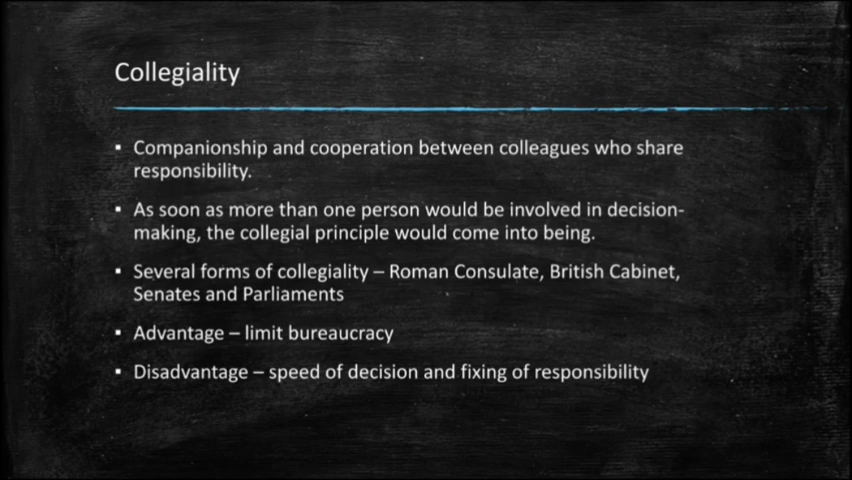 Collegiality
▪ Companionship and cooperation between colleagues who share
responsibility.
▪ As soon as more than one person would be involved in decision-
making, the collegial principle would come into being.
▪ Several forms of collegiality – Roman Consulate, British Cabinet,
Senates and Parliaments
▪ Advantage – limit bureaucracy
▪ Disadvantage – speed of decision and fixing of responsibility